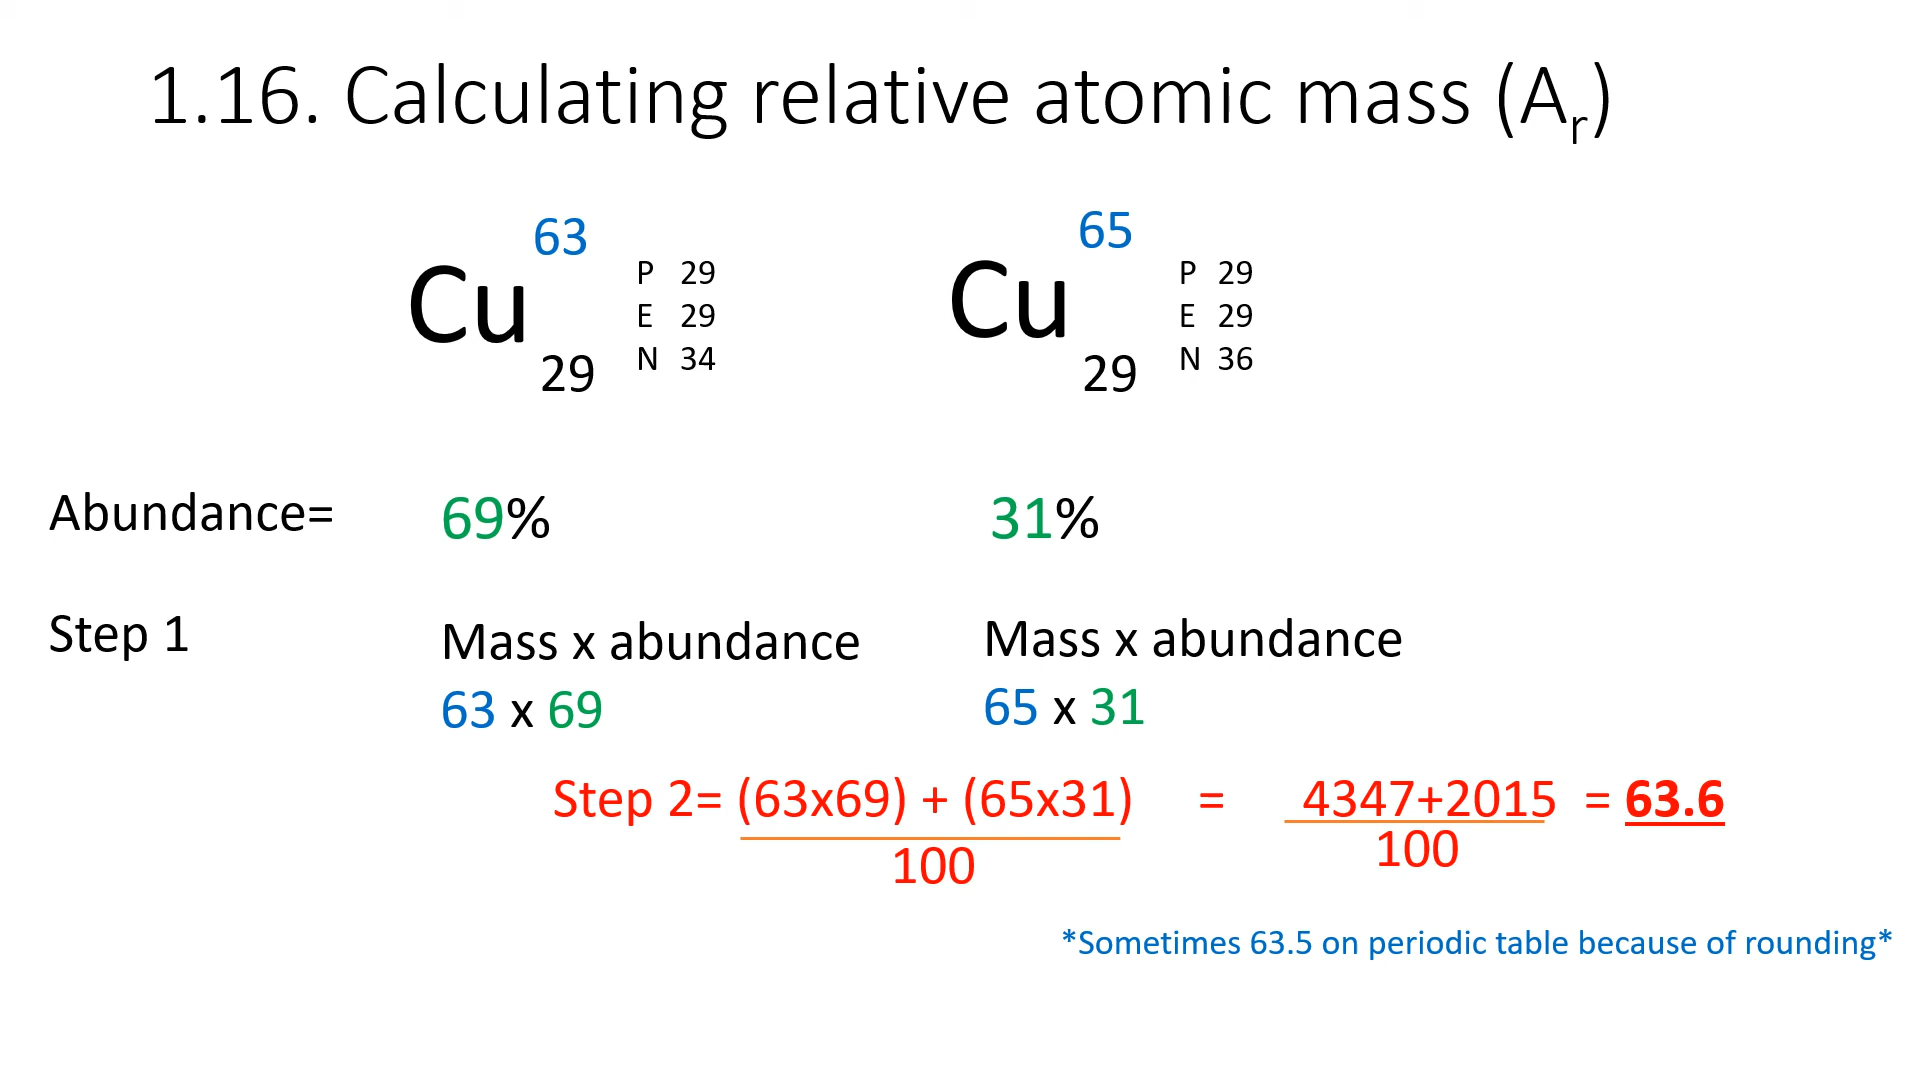 1.16. Calculating relative atomic mass (Ar)
63
Cu
29
P 29
E 29
N 34
65
Cu
29
P 29
E 29
N 36
Abundance= 69% 31%
Step 1 Mass x abundance Mass x abundance
63 x 69 65 x 31
Step 2= (63x69) + (65x31) = 4347+2015 = 63.6
100 100
*Sometimes 63.5 on periodic table because of rounding*